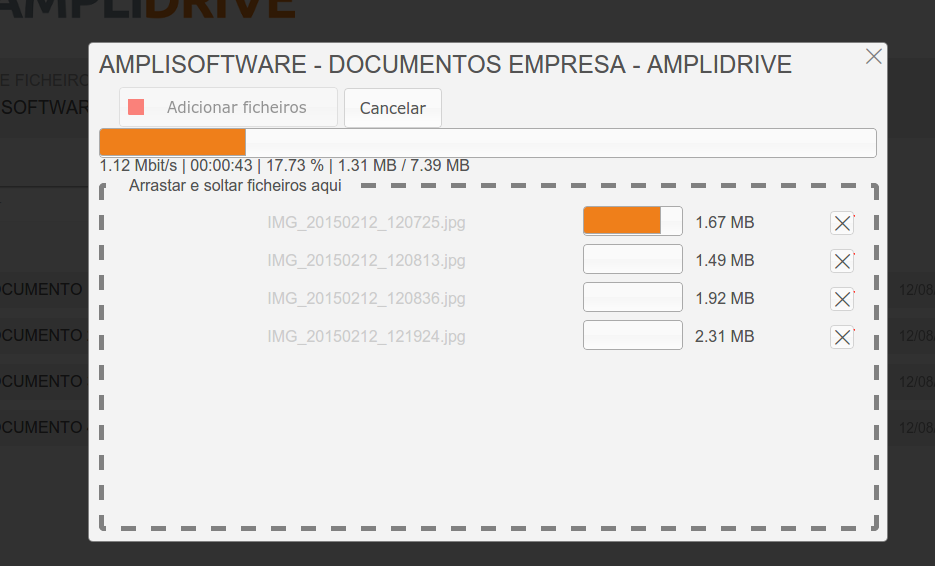 AMPLIDRIVE
AMPLISOFTWARE - DOCUMENTOS EMPRESA - AMPLIDRIVE
E FICHEIRO
SOFTWAR
Adicionar ficheiros
Cancelar
1.12 Mbit/s | 00:00:43 | 17.73 % | 1.31 MB / 7.39 MB
Arrastar e soltar ficheiros aqui
IMG_20150212_120725.jpg 1.67 MB
IMG_20150212_120813.jpg 1.49 MB
OCUMENTO 12/08
IMG_20150212_120836.jpg 1.92 MB
IMG_20150212_121924.jpg 2.31 MB
OCUMENTO 12/08
OCUMENTO 12/08
OCUMENTO 12/08